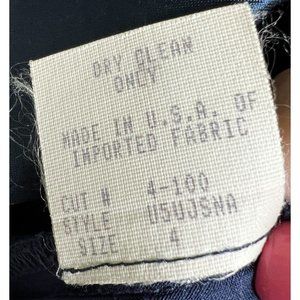 DRY CLEAN
ONLY
MADE IN U.S.A. OF
IMPORTED FABRIC
CUT # 4-100
STYLE U5UJSNA
SIZE 4